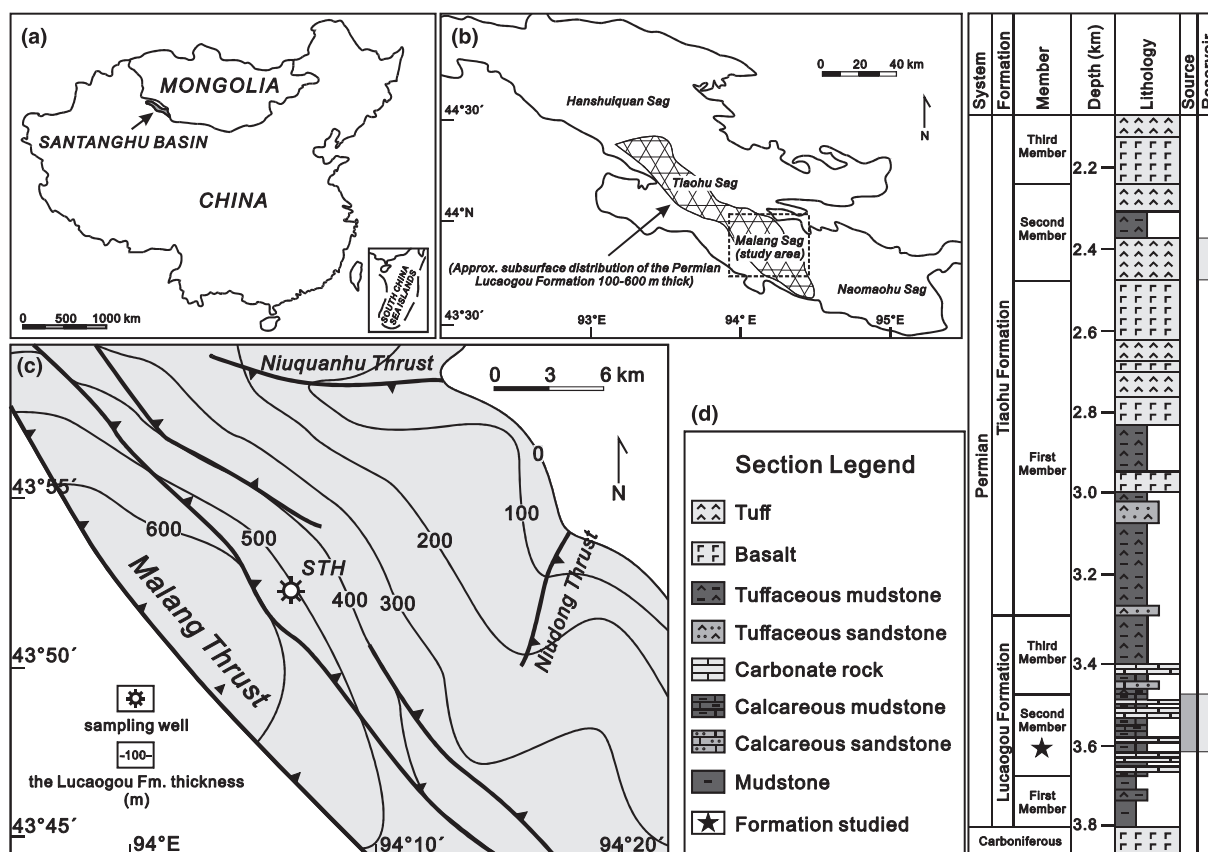 (a)
MONGOLIA
SANTANGHU BASIN
CHINA
SOUTH CHINA
SEA ISLANDS
0 500 1000 km
(b)
0 20 40 km
Hanshuiquan Sag
N
44°30′
Tiaohu Sag
44°N
Malang Sag
(study area)
(Approx. subsurface distribution of the Permian
Lucaogou Formation 100-600 m thick)
Naomaohu Sag
43°30′
93°E
94°E
95°E
(c)
Niuquanhu Thrust
0 3 6 km
N
0
100
200
300
400
500
600
STH
43°55′
43°50′
43°45′
Malang Thrust
Niudong Thrust
sampling well
-100-
the Lucaogou Fm. thickness
(m)
94°E
94°10′
94°20′
(d)
Section Legend
Tuff
Basalt
Tuffaceous mudstone
Tuffaceous sandstone
Carbonate rock
Calcareous mudstone
Calcareous sandstone
Mudstone
Formation studied
System
Formation
Member
Depth (km)
Lithology
Source
Reservoir
Permian
Tiaohu Formation
Third
Member
Second
Member
First
Member
Lucaogou Formation
Third
Member
Second
Member
First
Member
Carboniferous
2.2
2.4
2.6
2.8
3.0
3.2
3.4
3.6
3.8